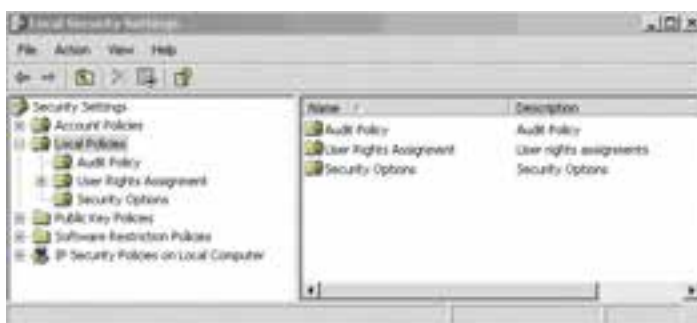 Local Security Settings
File Action View Help
Security Settings
Account Policies
Local Policies
Audit Policy
User Rights Assignment
Security Options
Public Key Policies
Software Restriction Policies
IP Security Policies on Local Computer
Name Description
Audit Policy Audit Policy
User Rights Assignment User rights assignments
Security Options Security Options